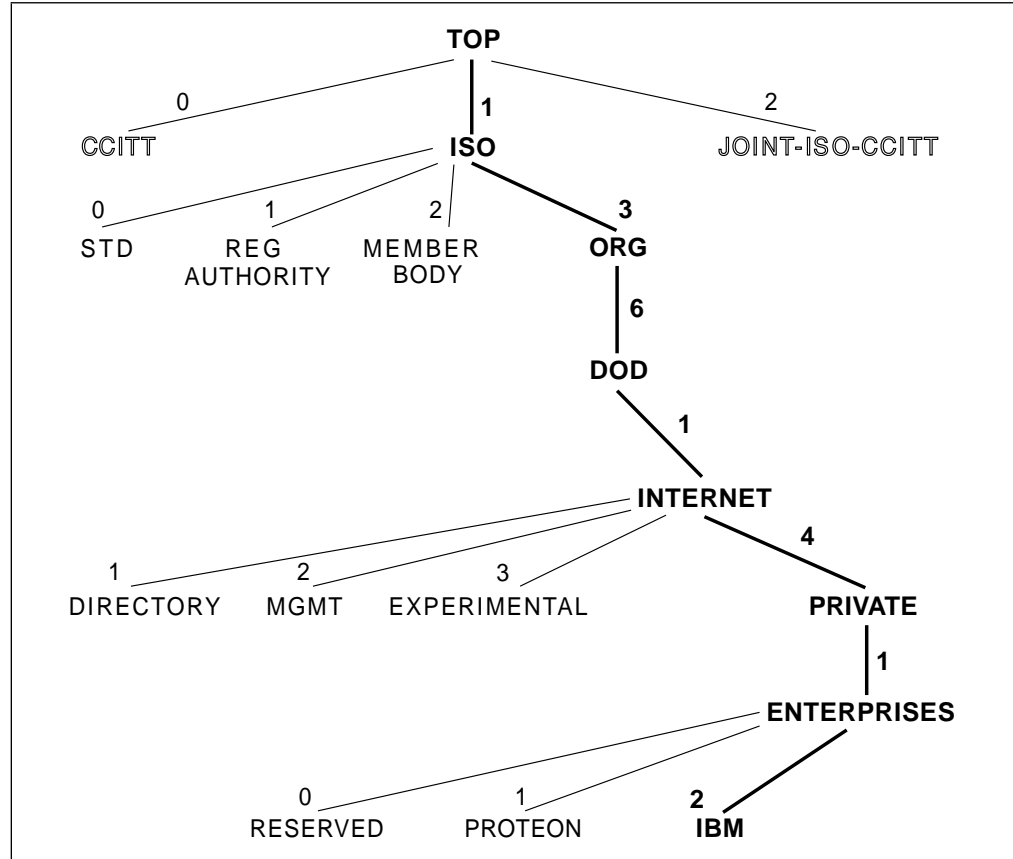 TOP
0
1
2
CCITT
ISO
JOINT-ISO-CCITT
0
1
2
3
STD
REG
AUTHORITY
MEMBER
BODY
ORG
6
DOD
1
INTERNET
4
1
2
3
DIRECTORY
MGMT
EXPERIMENTAL
PRIVATE
1
ENTERPRISES
0
1
2
RESERVED
PROTEON
IBM